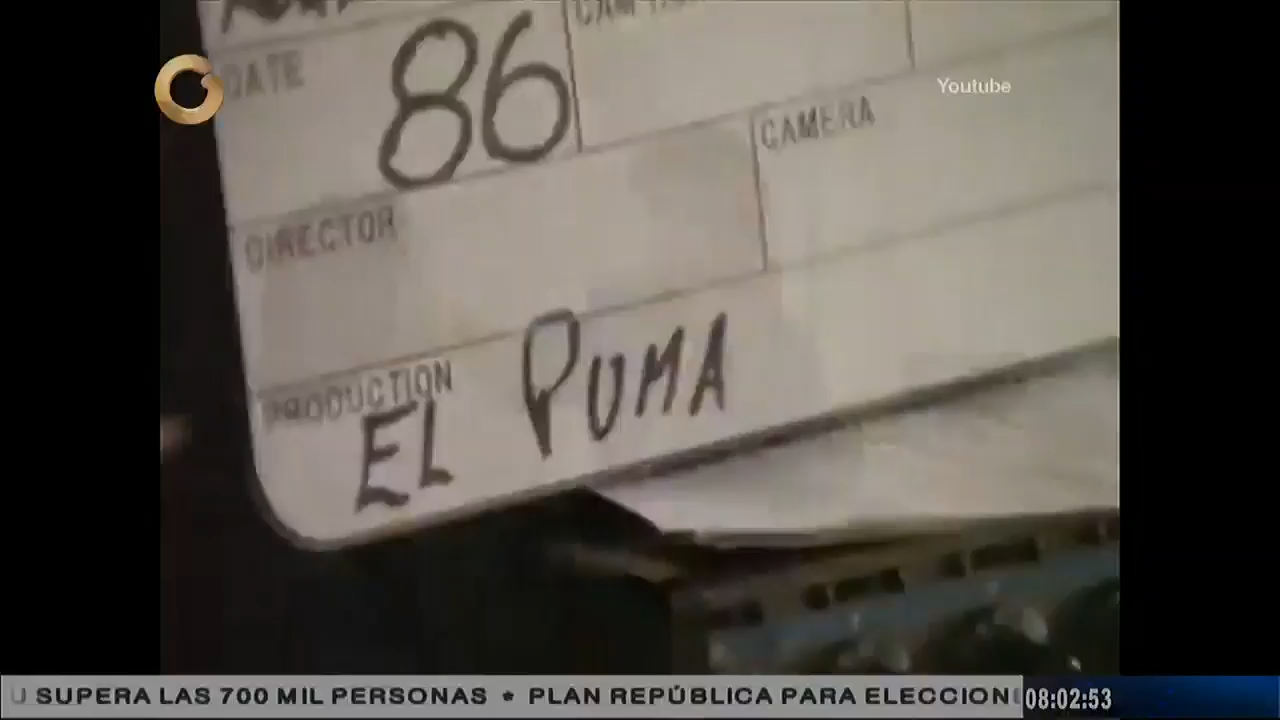 DATE
86
Youtube
CAMERA
DIRECTOR
PRODUCTION
EL PUMA
U SUPERA LAS 700 MIL PERSONAS * PLAN REPÚBLICA PARA ELECCION
08:02:53